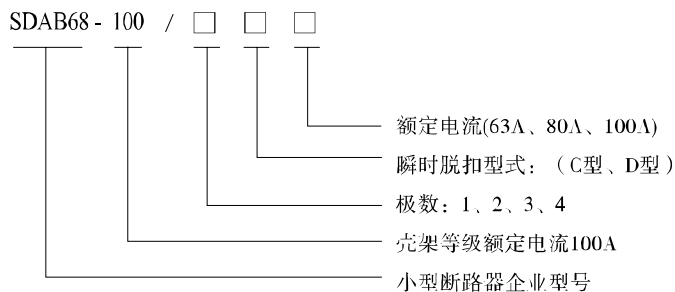 SDAB68-100/□□□
额定电流(63A、80A、100A)
瞬时脱扣型式：（C型、D型）
极数：1、2、3、4
壳架等级额定电流100A
小型断路器企业型号